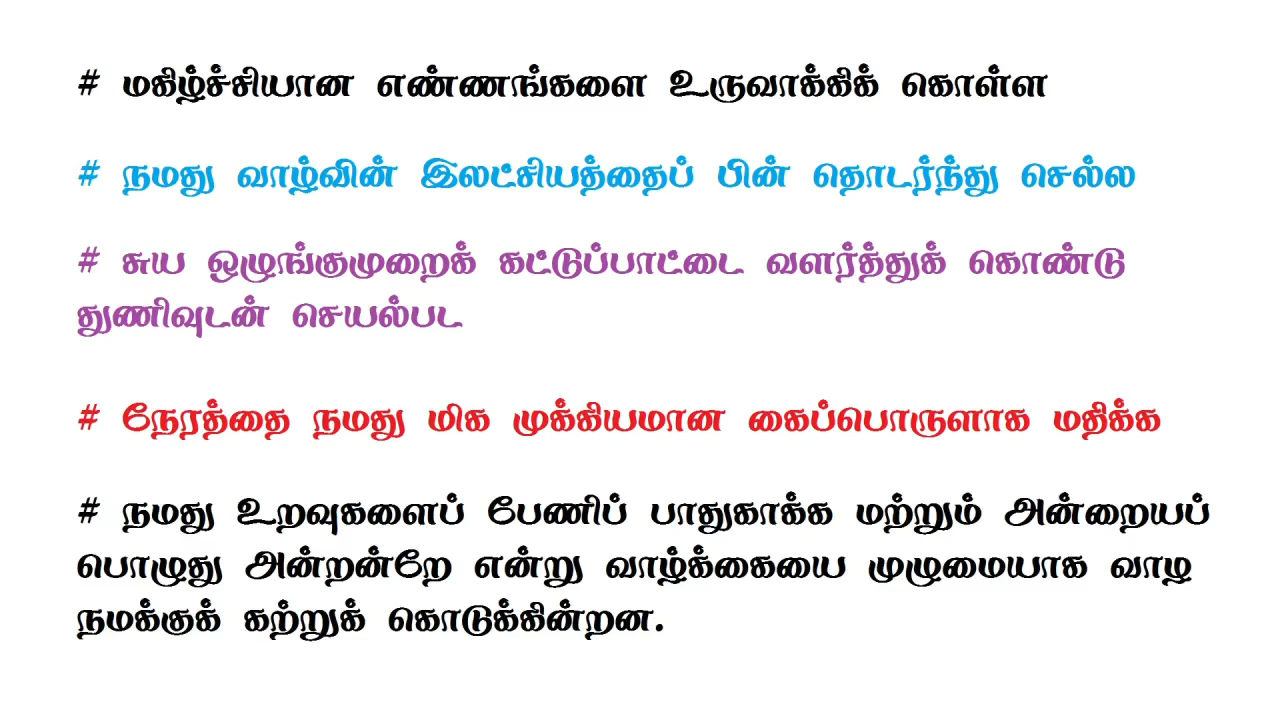 # மகிழ்ச்சியான எண்ணங்களை உருவாக்கிக் கொள்ள
# நமது வாழ்வின் இலட்சியத்தைப் பின் தொடர்ந்து செல்ல
# சுய ஒழுங்குமுறைக் கட்டுப்பாட்டை வளர்த்துக் கொண்டு
துணிவுடன் செயல்பட
# நேரத்தை நமது மிக முக்கியமான கைப்பொருளாக மதிக்க
# நமது உறவுகளைப் பேணிப் பாதுகாக்க மற்றும் அன்றையப்
பொழுது அன்றன்றே என்று வாழ்க்கையை முழுமையாக வாழ
நமக்குக் கற்றுக் கொடுக்கின்றன.